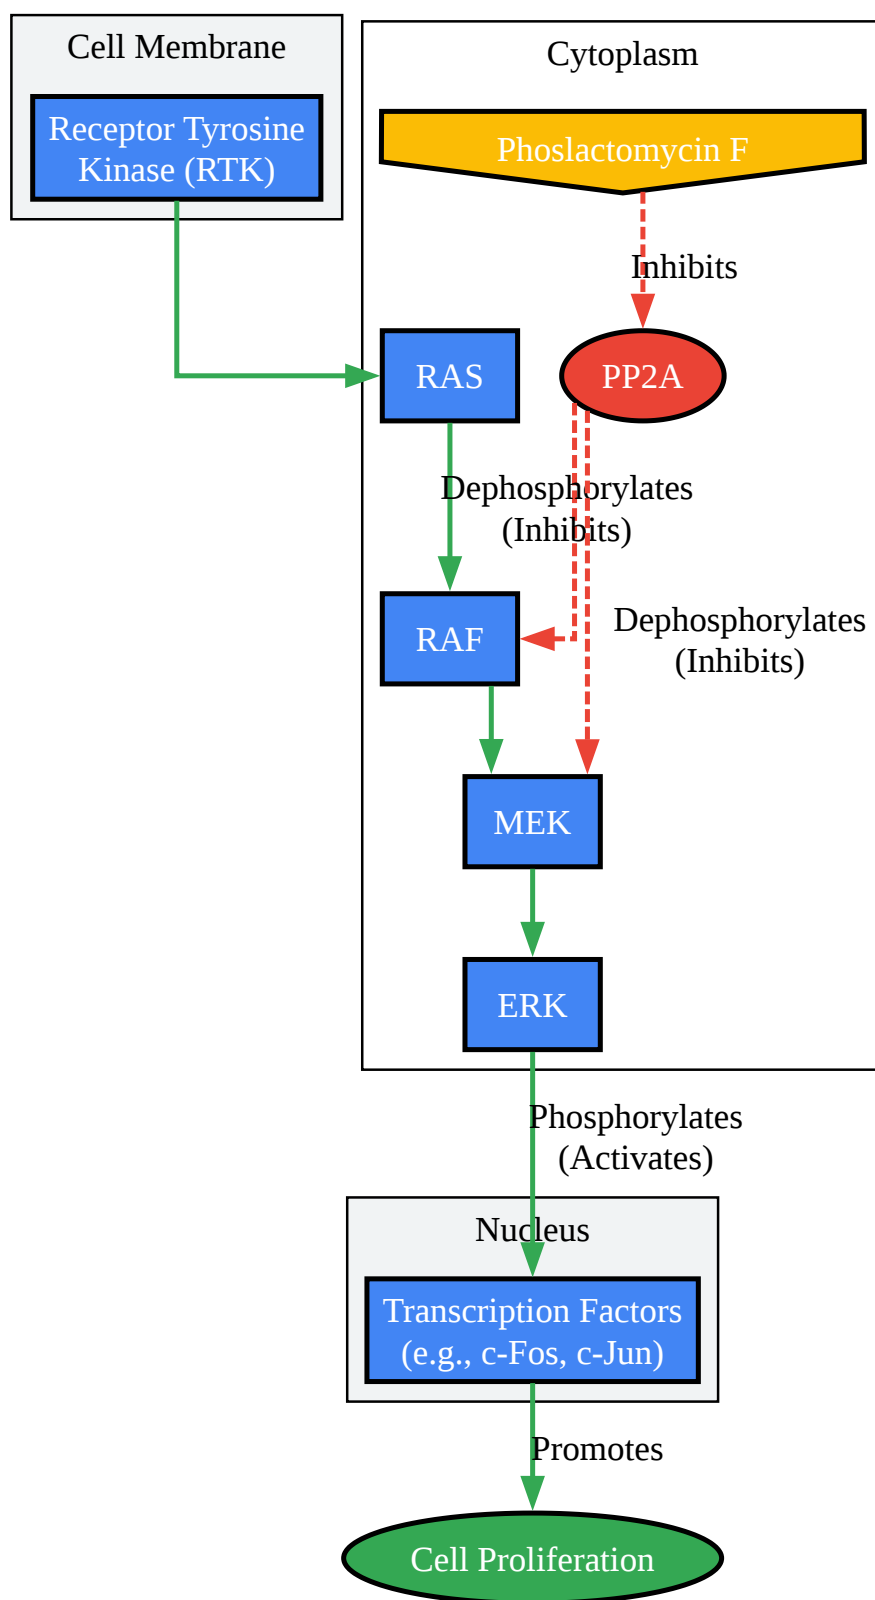 Cell Membrane
Receptor Tyrosine
Kinase (RTK)
Cytoplasm
Phoslactomycin F
Inhibits
RAS
PP2A
Dephosphorylates
(Inhibits)
RAF
Dephosphorylates
(Inhibits)
MEK
ERK
Phosphorylates
(Activates)
Nucleus
Transcription Factors
(e.g., c-Fos, c-Jun)
Promotes
Cell Proliferation